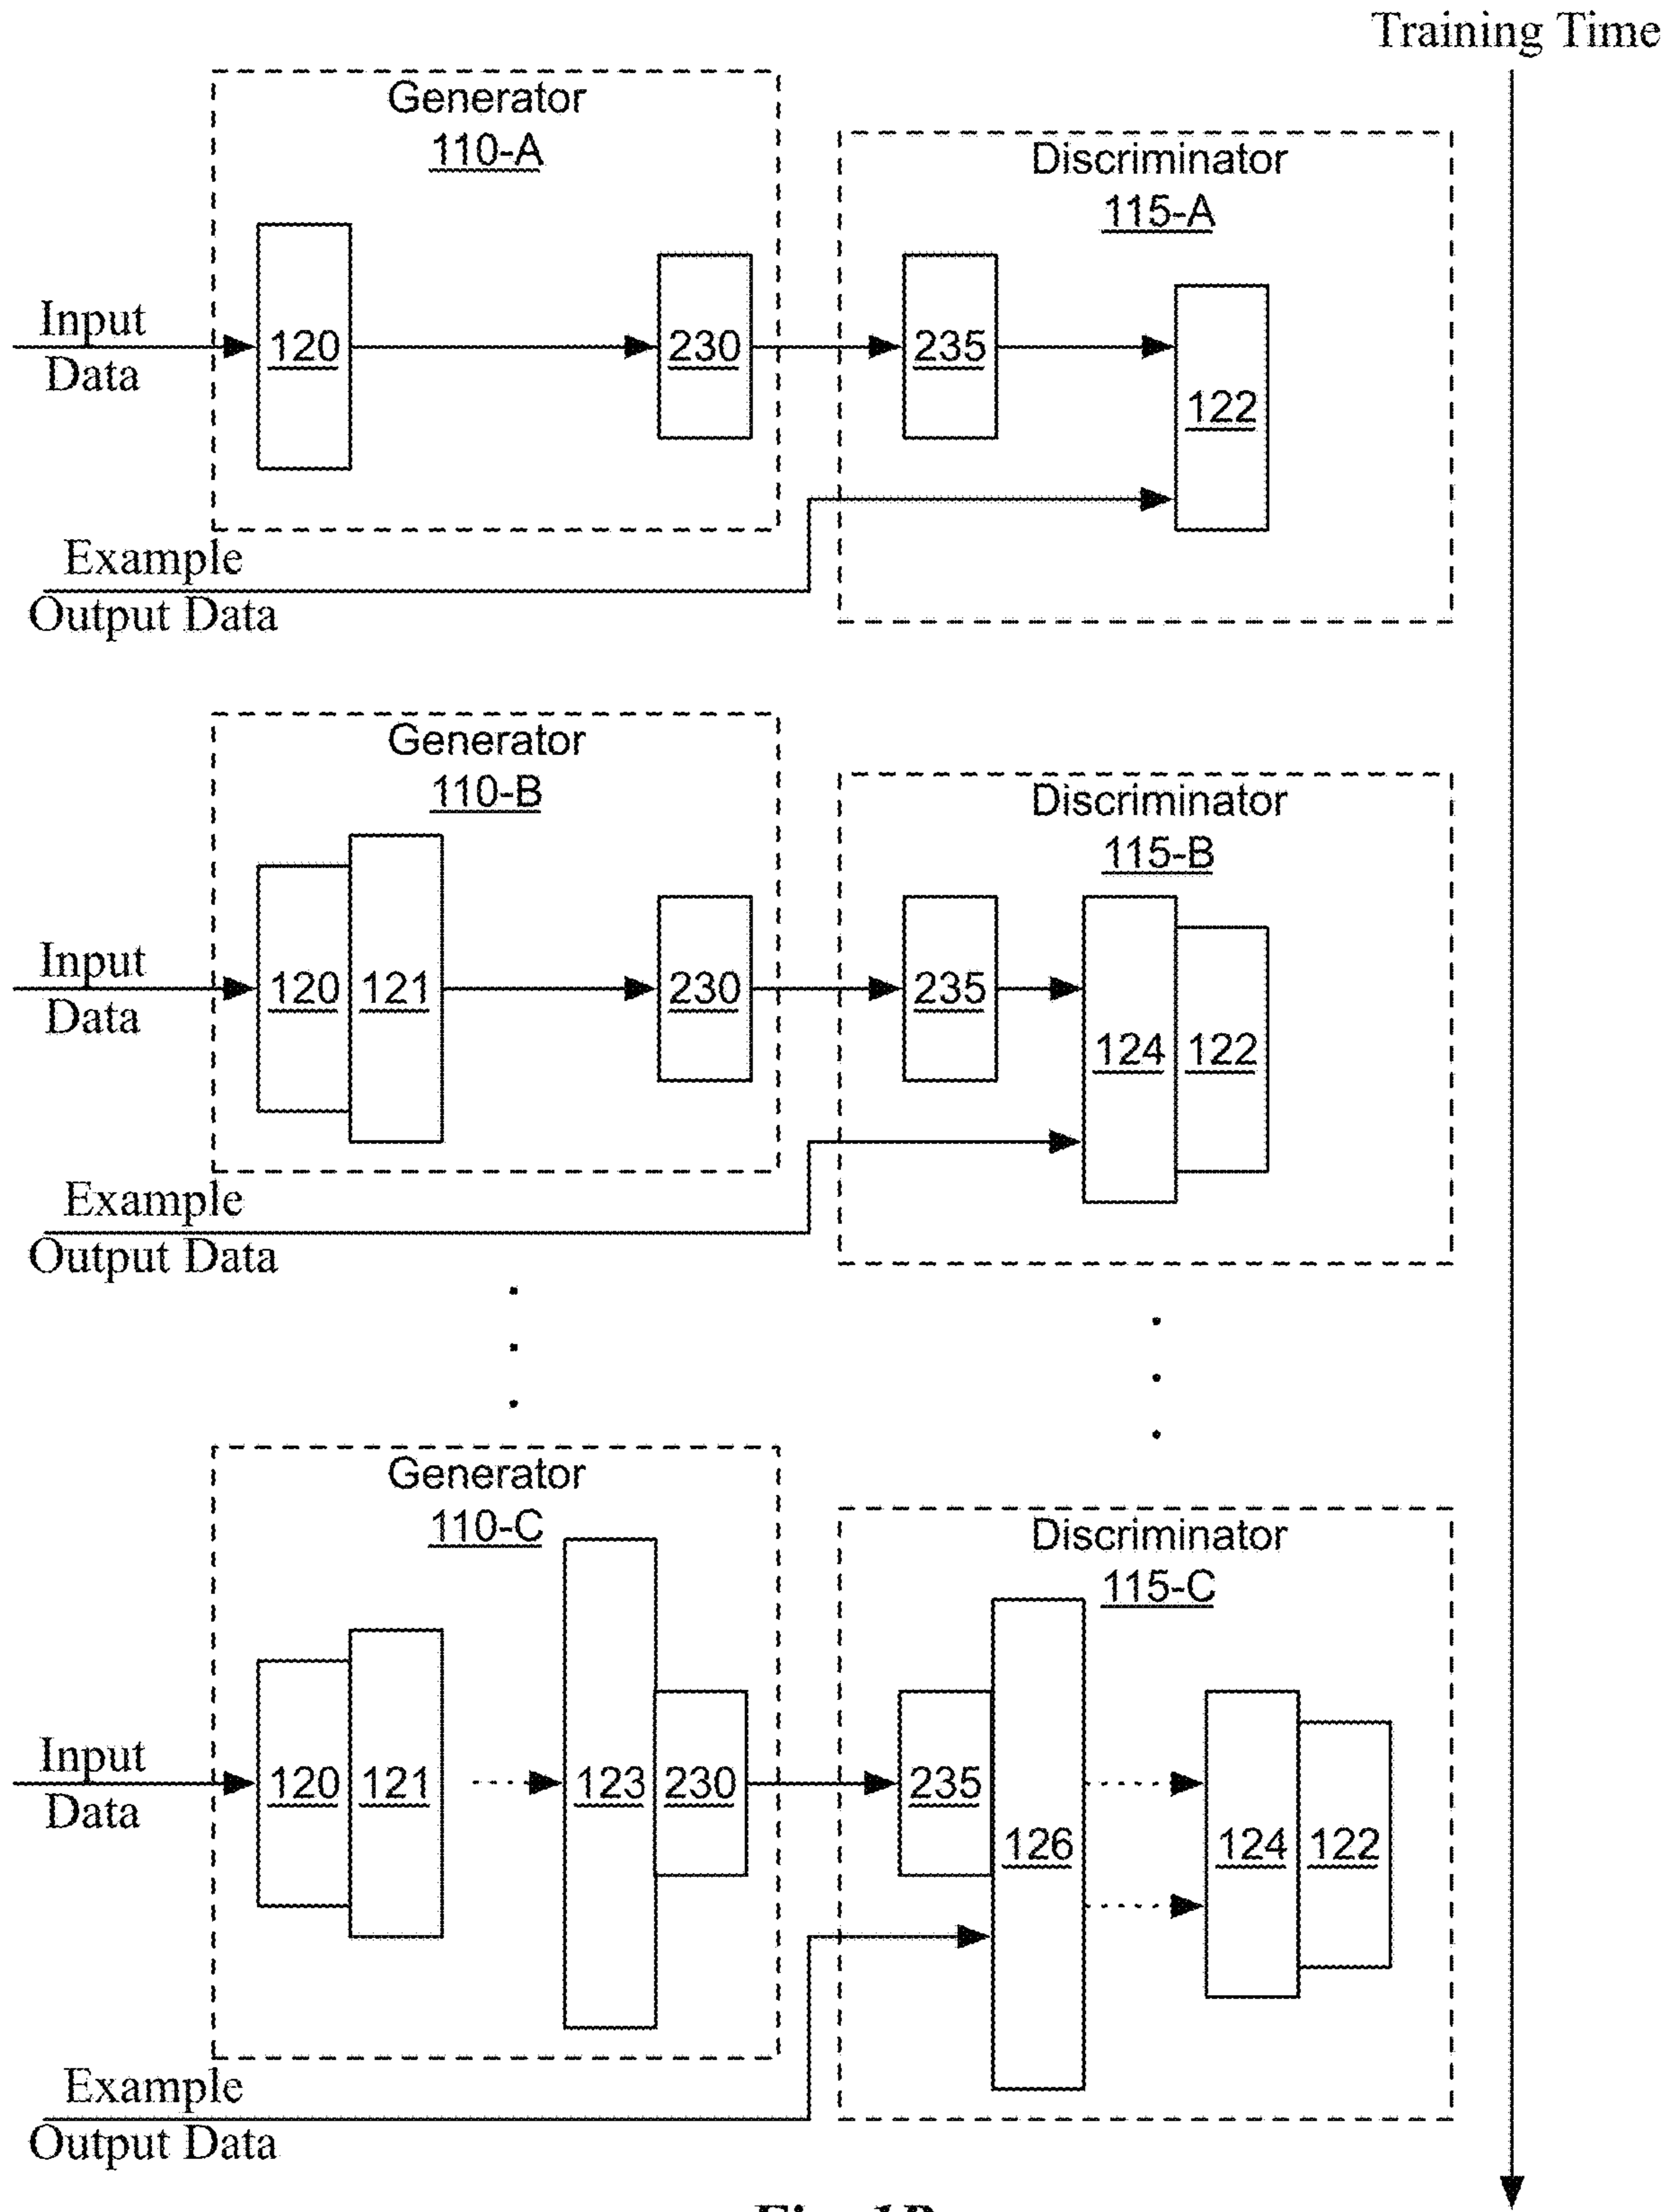 Training Time
Generator
110-A
Discriminator
115-A
Input
Data
120
230
235
122
Example
Output Data
Generator
110-B
Discriminator
115-B
Input
Data
120
121
230
235
124
122
Example
Output Data
Generator
110-C
Discriminator
115-C
Input
Data
120
121
123
230
235
126
124
122
Example
Output Data